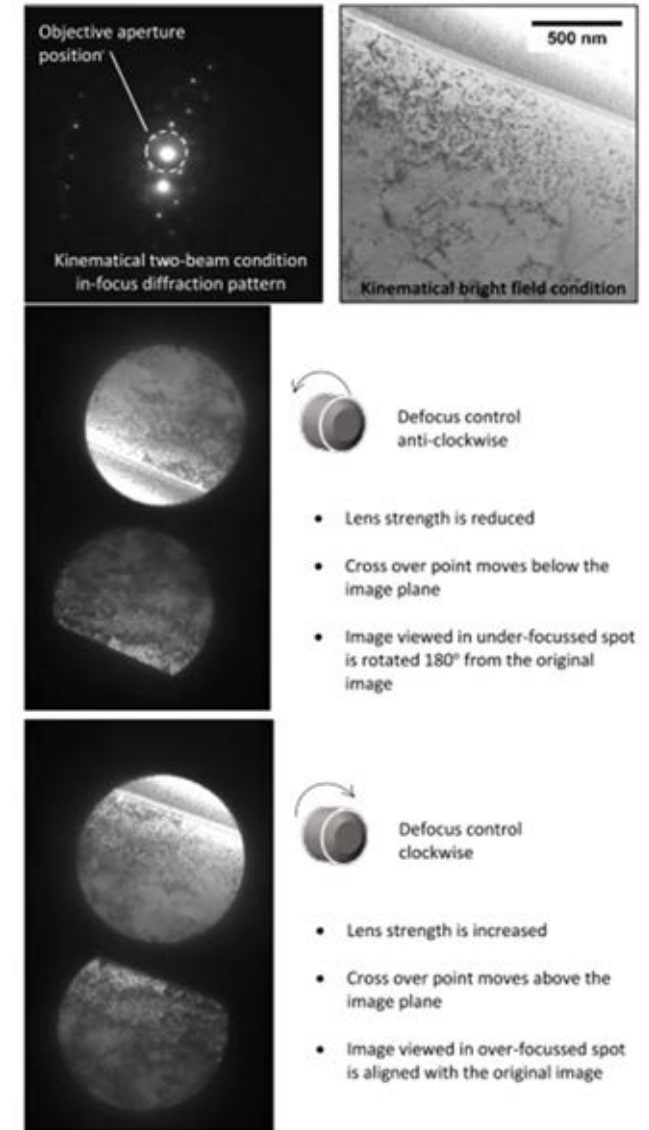 Objective aperture
position
Kinematical two-beam condition
in-focus diffraction pattern
500 nm
Kinematical bright field condition
Defocus control
anti-clockwise
• Lens strength is reduced
• Cross over point moves below the
image plane
• Image viewed in under-focussed spot
is rotated 180° from the original
image
Defocus control
clockwise
• Lens strength is increased
• Cross over point moves above the
image plane
• Image viewed in over-focussed spot
is aligned with the original image